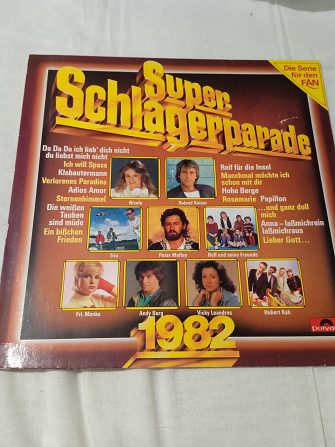 Die Serie
für den
FAN
Super
Schlagerparade
Da Da Da ich lieb' dich nicht
du liebst mich nicht
Ich will Spass
Klabautermann
Verlorenes Paradies
Adios Amor
Sternenhimmel
Die weißen
Tauben
sind müde
Ein bißchen
Frieden
Reif für die Insel
Manchmal möchte ich
schon mit dir
Hohe Berge
Rosemarie Papillon
...und ganz doll
mich
Anna – laßmichrein
laßmichraus
Lieber Gott...
Nicole
Roland Kaiser
Trio
Peter Maffay
Rolf und seine Freunde
Frl. Menke
Andy Borg
Vicky Leandros
Hubert Kah
1982
Polydor